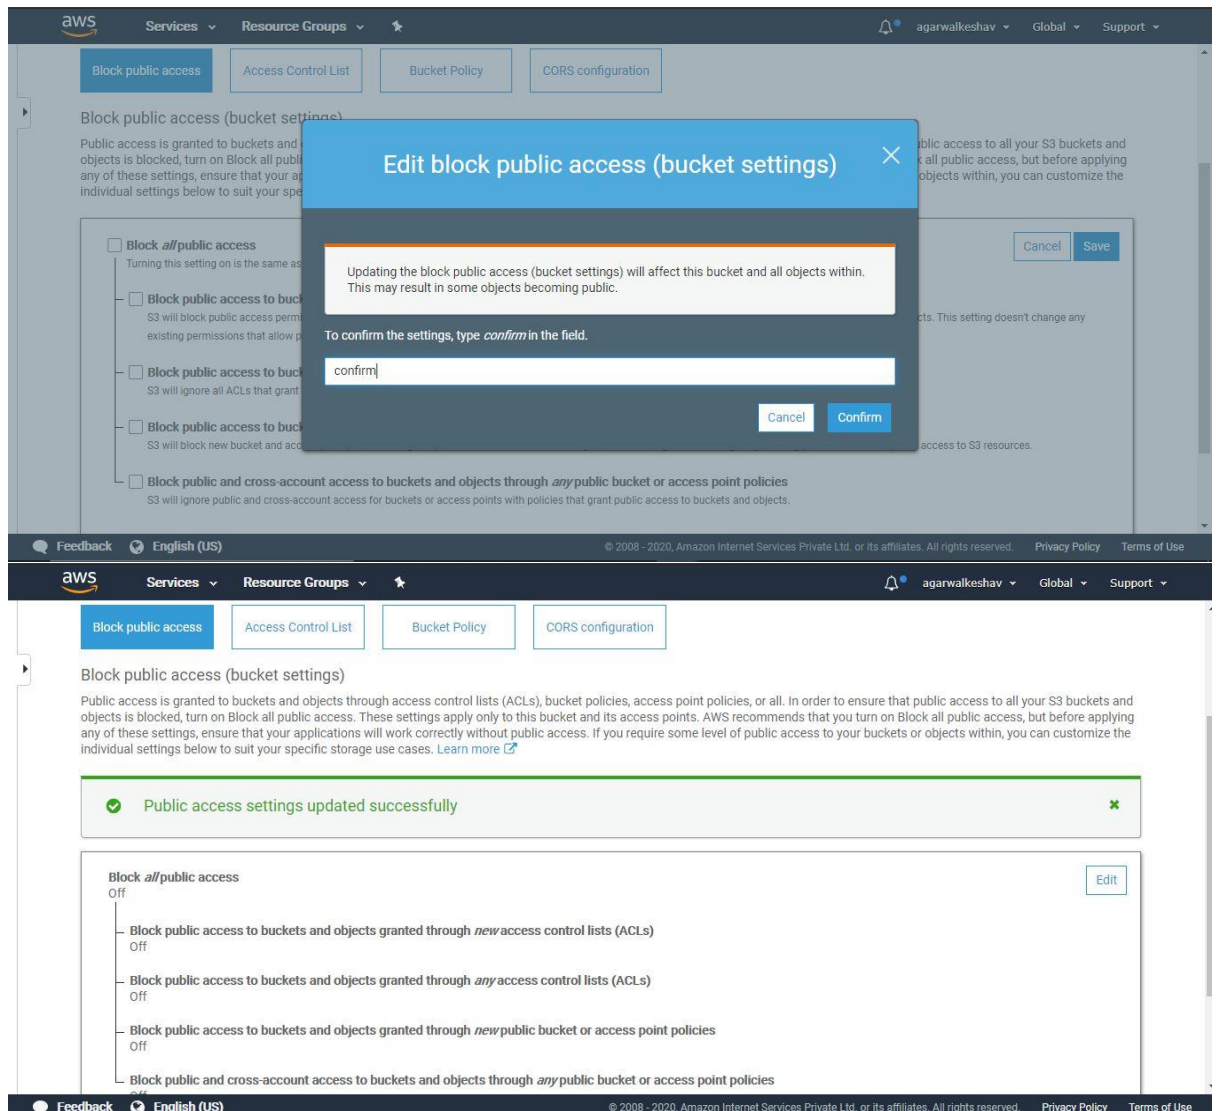 aws Services Resource Groups agarwalkeshav Global Support
Block public access Access Control List Bucket Policy CORS configuration
Block public access (bucket settings)
Public access is granted to buckets and
objects is blocked, turn on Block all publi
any of these settings, ensure that your ap
individual settings below to suit your spe
ublic access to all your S3 buckets and
k all public access, but before applying
objects within, you can customize the
Edit block public access (bucket settings)
Updating the block public access (bucket settings) will affect this bucket and all objects within.
This may result in some objects becoming public.
To confirm the settings, type confirm in the field.
confirm
Cancel Confirm
Block all public access
Turning this setting on is the same as
Cancel Save
Block public access to buck
S3 will block public access perm
cts. This setting doesn't change any
existing permissions that allow p
Block public access to buck
S3 will ignore all ACLs that grant
Block public access to buck
S3 will block new bucket and acc
access to S3 resources.
Block public and cross-account access to buckets and objects through any public bucket or access point policies
S3 will ignore public and cross-account access for buckets or access points with policies that grant public access to buckets and objects.
Feedback English (US) © 2008 - 2020, Amazon Internet Services Private Ltd. or its affiliates. All rights reserved. Privacy Policy Terms of Use
aws Services Resource Groups agarwalkeshav Global Support
Block public access Access Control List Bucket Policy CORS configuration
Block public access (bucket settings)
Public access is granted to buckets and objects through access control lists (ACLs), bucket policies, access point policies, or all. In order to ensure that public access to all your S3 buckets and
objects is blocked, turn on Block all public access. These settings apply only to this bucket and its access points. AWS recommends that you turn on Block all public access, but before applying
any of these settings, ensure that your applications will work correctly without public access. If you require some level of public access to your buckets or objects within, you can customize the
individual settings below to suit your specific storage use cases. Learn more
Public access settings updated successfully
Block all public access
Off
Edit
Block public access to buckets and objects granted through new access control lists (ACLs)
Off
Block public access to buckets and objects granted through any access control lists (ACLs)
Off
Block public access to buckets and objects granted through new public bucket or access point policies
Off
Block public and cross-account access to buckets and objects through any public bucket or access point policies
Off
Feedback English (US) © 2008 - 2020, Amazon Internet Services Private Ltd. or its affiliates. All rights reserved. Privacy Policy Terms of Use